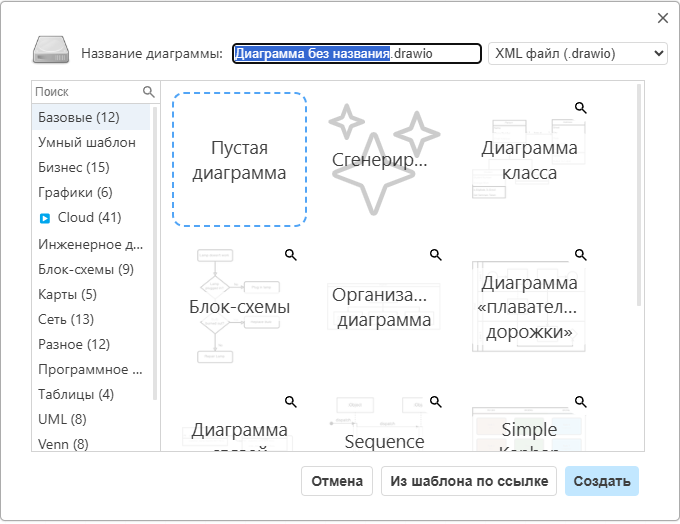 Название диаграммы: Диаграмма без названия.drawio XML файл (.drawio)
Поиск
Базовые (12)
Умный шаблон
Бизнес (15)
Графики (6)
Cloud (41)
Инженерное д...
Блок-схемы (9)
Карты (5)
Сеть (13)
Разное (12)
Программное ...
Таблицы (4)
UML (8)
Venn (8)
Пустая
диаграмма
Сгенерир...
Диаграмма
класса
Блок-схемы
Организа...
диаграмма
Диаграмма
«плавател...
дорожки»
Диаграмма
связей
Sequence
Simple
Kanban
Отмена
Из шаблона по ссылке
Создать